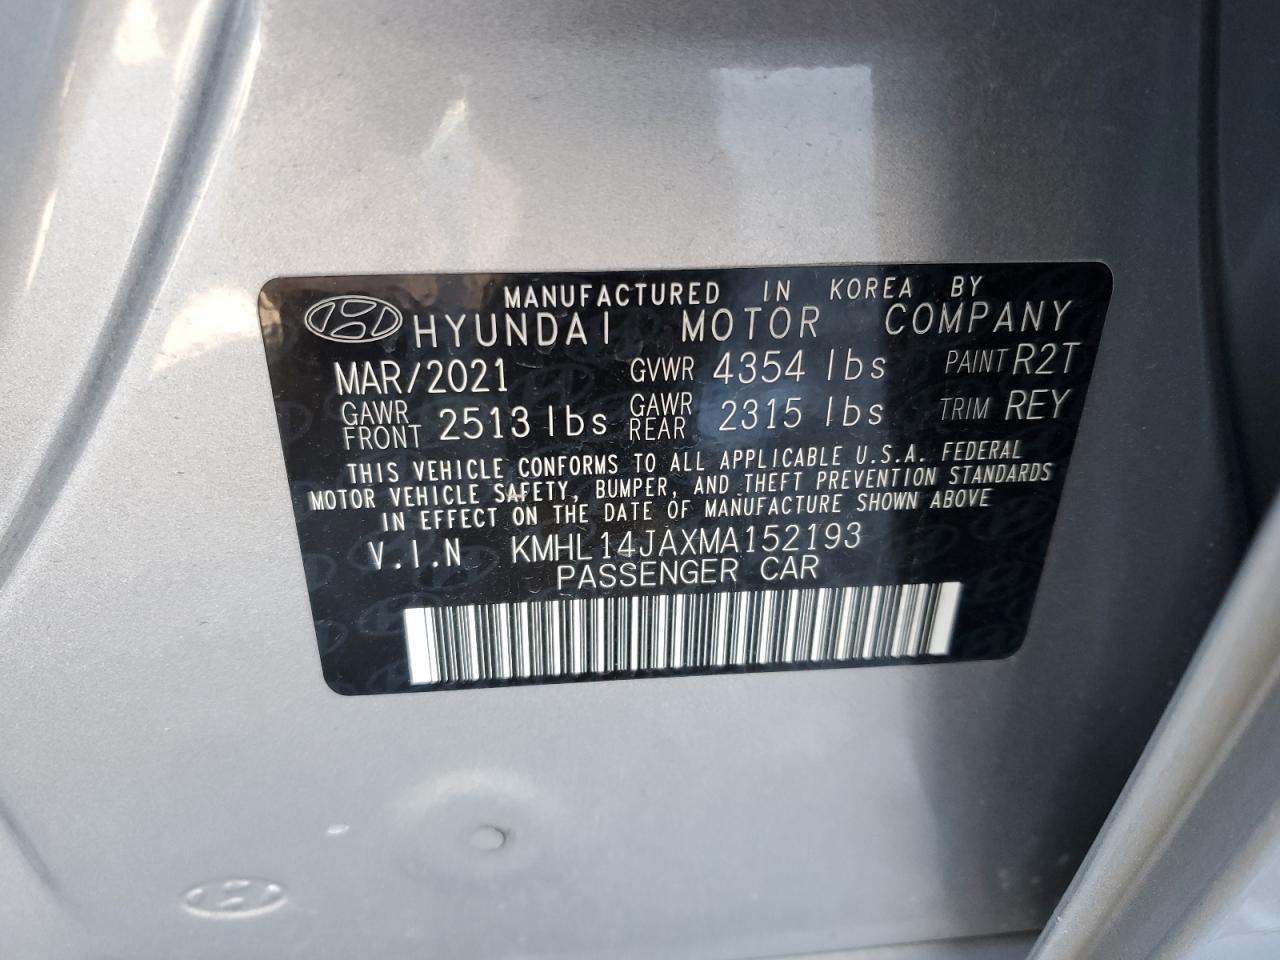 MANUFACTURED IN KOREA BY
HYUNDAI MOTOR COMPANY
MAR/2021 GVWR 4354 lbs PAINT R2T
GAWR FRONT 2513 lbs GAWR REAR 2315 lbs TRIM REY
THIS VEHICLE CONFORMS TO ALL APPLICABLE U.S.A. FEDERAL
MOTOR VEHICLE SAFETY, BUMPER, AND THEFT PREVENTION STANDARDS
IN EFFECT ON THE DATE OF MANUFACTURE SHOWN ABOVE
V.I.N KMHL14JAXMA152193
PASSENGER CAR